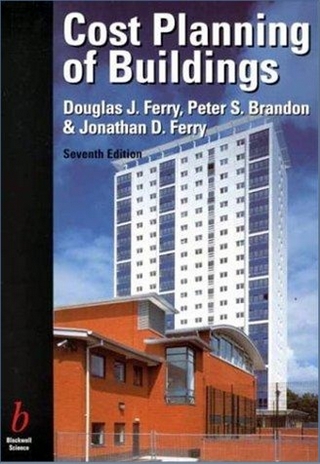 Cost Planning
of Buildings
Douglas J. Ferry, Peter S. Brandon
& Jonathan D. Ferry
Seventh Edition
b
Blackwell
Science